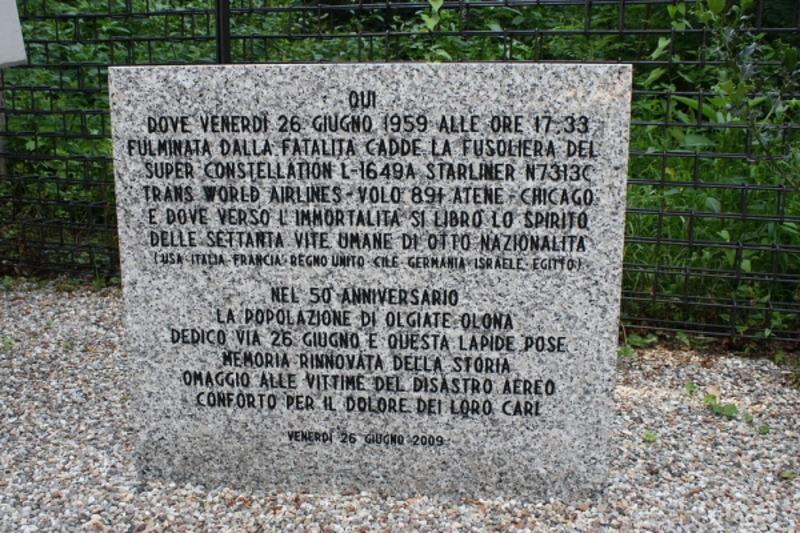 QUI
DOVE VENERDÌ 26 GIUGNO 1959 ALLE ORE 17.33
FULMINATA DALLA FATALITÀ CADDE LA FUSOLIERA DEL
SUPER CONSTELLATION L-1649A STARLINER N7313C
TRANS WORLD AIRLINES - VOLO 891 ATENE - CHICAGO
E DOVE VERSO L'IMMORTALITÀ SI LIBRÒ LO SPIRITO
DELLE SETTANTA VITE UMANE DI OTTO NAZIONALITÀ
(USA - ITALIA - FRANCIA - REGNO UNITO - CILE - GERMANIA - ISRAELE - EGITTO)
NEL 50° ANNIVERSARIO
LA POPOLAZIONE DI OLGIATE OLONA
DEDICÒ VIA 26 GIUGNO E QUESTA LAPIDE POSE
MEMORIA RINNOVATA DELLA STORIA
OMAGGIO ALLE VITTIME DEL DISASTRO AEREO
CONFORTO PER IL DOLORE DEI LORO CARI
VENERDÌ 26 GIUGNO 2009